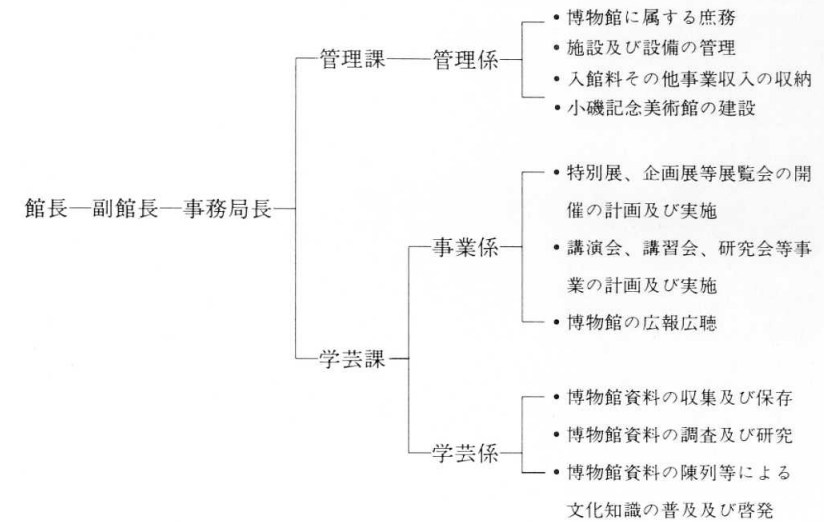 ・博物館に属する庶務
・施設及び設備の管理
管理課 管理係
・入館料その他事業収入の収納
・小磯記念美術館の建設
館長 副館長 事務局長
・特別展、企画展等展覧会の開
催の計画及び実施
事業係
・講演会、講習会、研究会等事
業の計画及び実施
・博物館の広報広聴
学芸課
・博物館資料の収集及び保存
・博物館資料の調査及び研究
学芸係
・博物館資料の陳列等による
文化知識の普及及び啓発